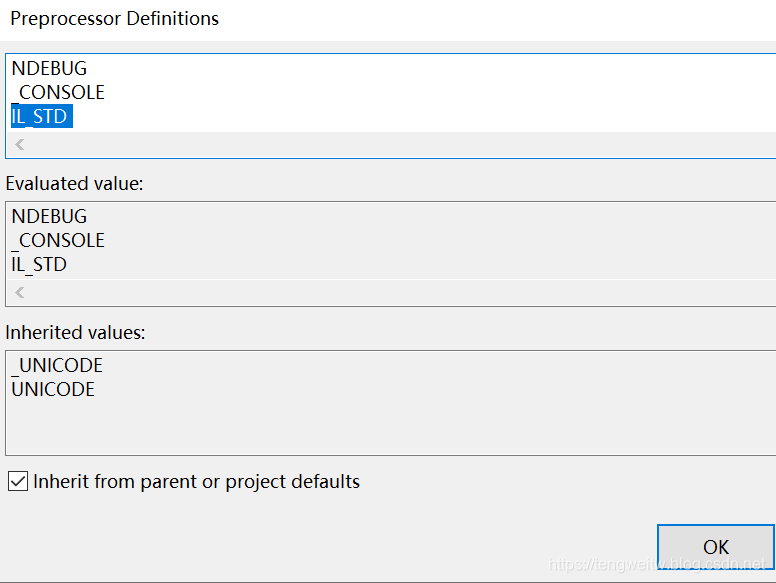 Preprocessor Definitions
NDEBUG
_CONSOLE
IL_STD
Evaluated value:
NDEBUG
_CONSOLE
IL_STD
Inherited values:
_UNICODE
UNICODE
Inherit from parent or project defaults
OK
https://tengweitw.blog.csdn.net